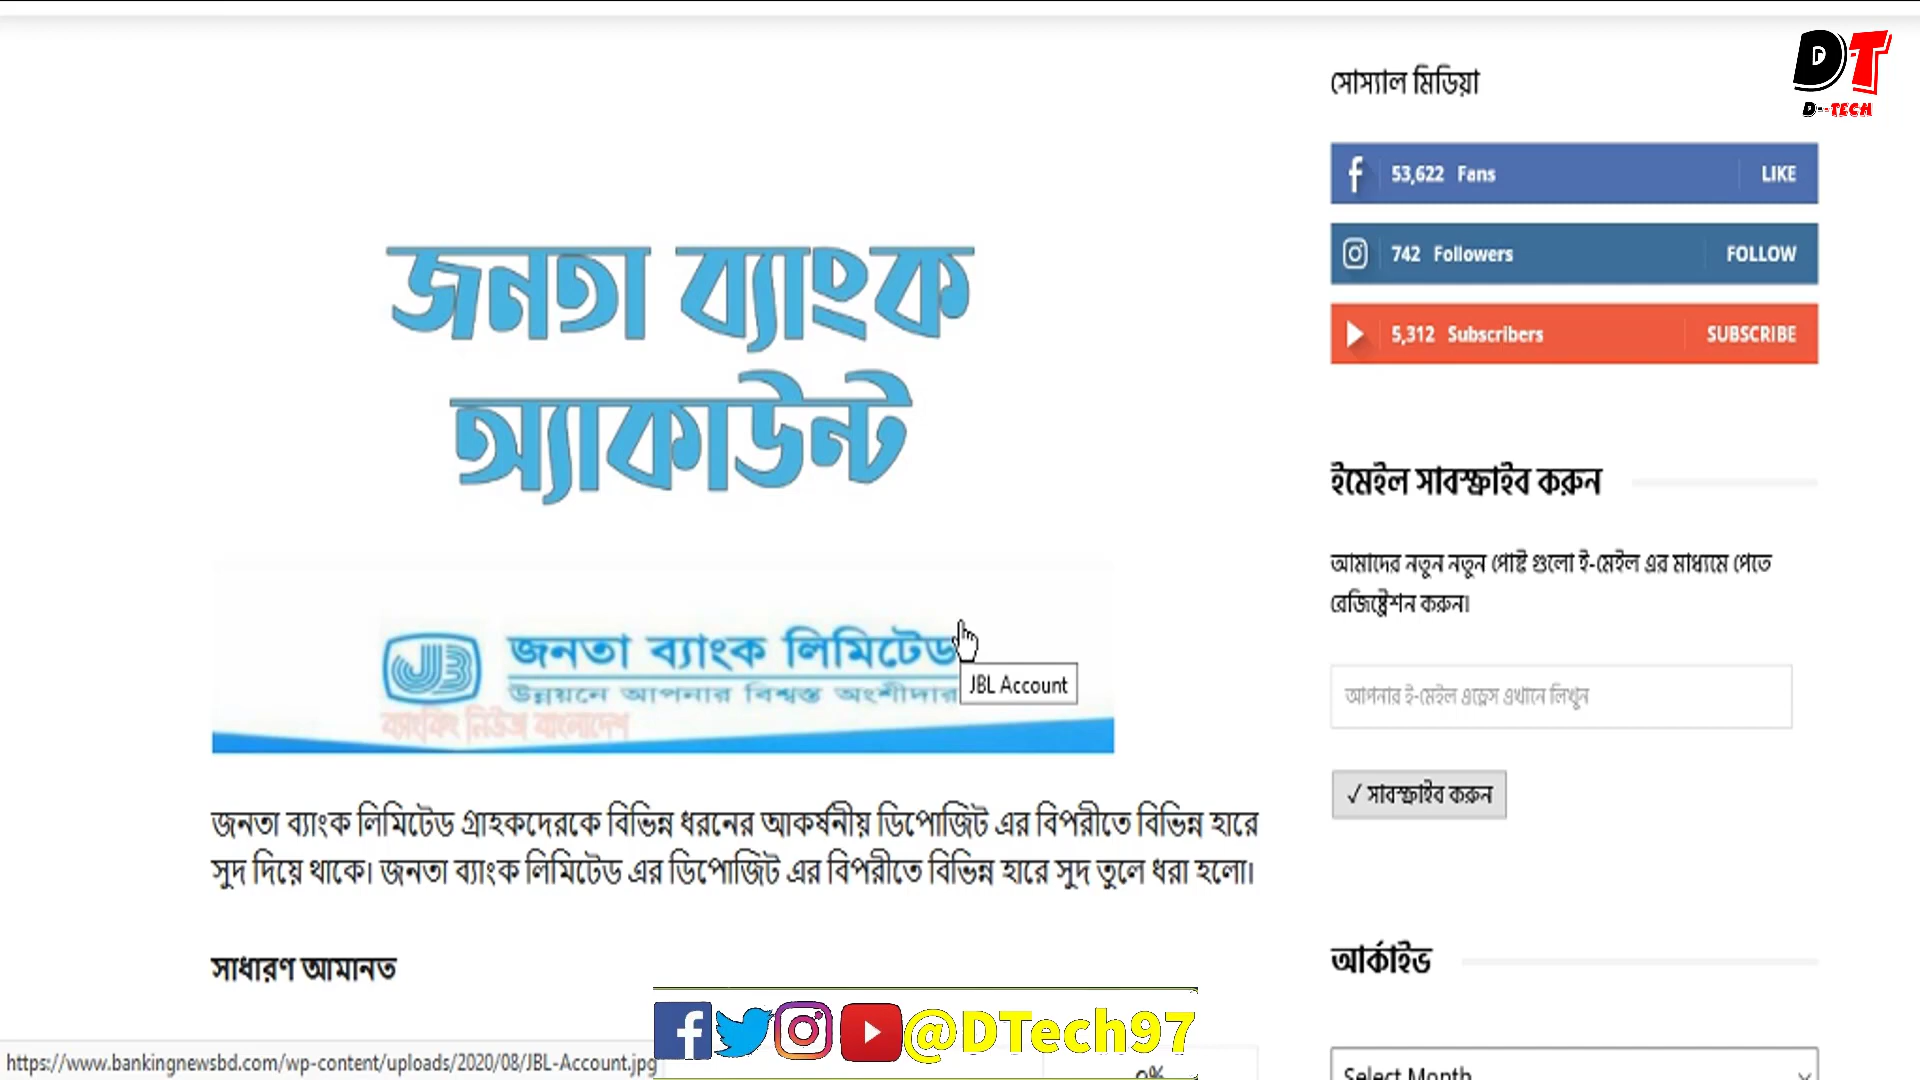 DT
D--TECH
সোস্যাল মিডিয়া
53,622 Fans LIKE
742 Followers FOLLOW
5,312 Subscribers SUBSCRIBE
জনতা ব্যাংক
অ্যাকাউন্ট
ইমেইল সাবস্ক্রাইব করুন
আমাদের নতুন নতুন পোষ্ট গুলো ই-মেইল এর মাধ্যমে পেতে
রেজিষ্ট্রেশন করুন।
আপনার ই-মেইল এড্রেস এখানে লিখুন
✓ সাবস্ক্রাইব করুন
JB
জনতা ব্যাংক লিমিটেড
উন্নয়নে আপনার বিশ্বস্ত অংশীদার
JBL Account
ব্যাংকিং নিউজ বাংলাদেশ
জনতা ব্যাংক লিমিটেড গ্রাহকদেরকে বিভিন্ন ধরনের আকর্ষনীয় ডিপোজিট এর বিপরীতে বিভিন্ন হারে
সুদ দিয়ে থাকে। জনতা ব্যাংক লিমিটেড এর ডিপোজিট এর বিপরীতে বিভিন্ন হারে সুদ তুলে ধরা হলো।
সাধারণ আমানত
আর্কাইভ
@DTech97
https://www.bankingnewsbd.com/wp-content/uploads/2020/08/JBL-Account.jpg
Select Month